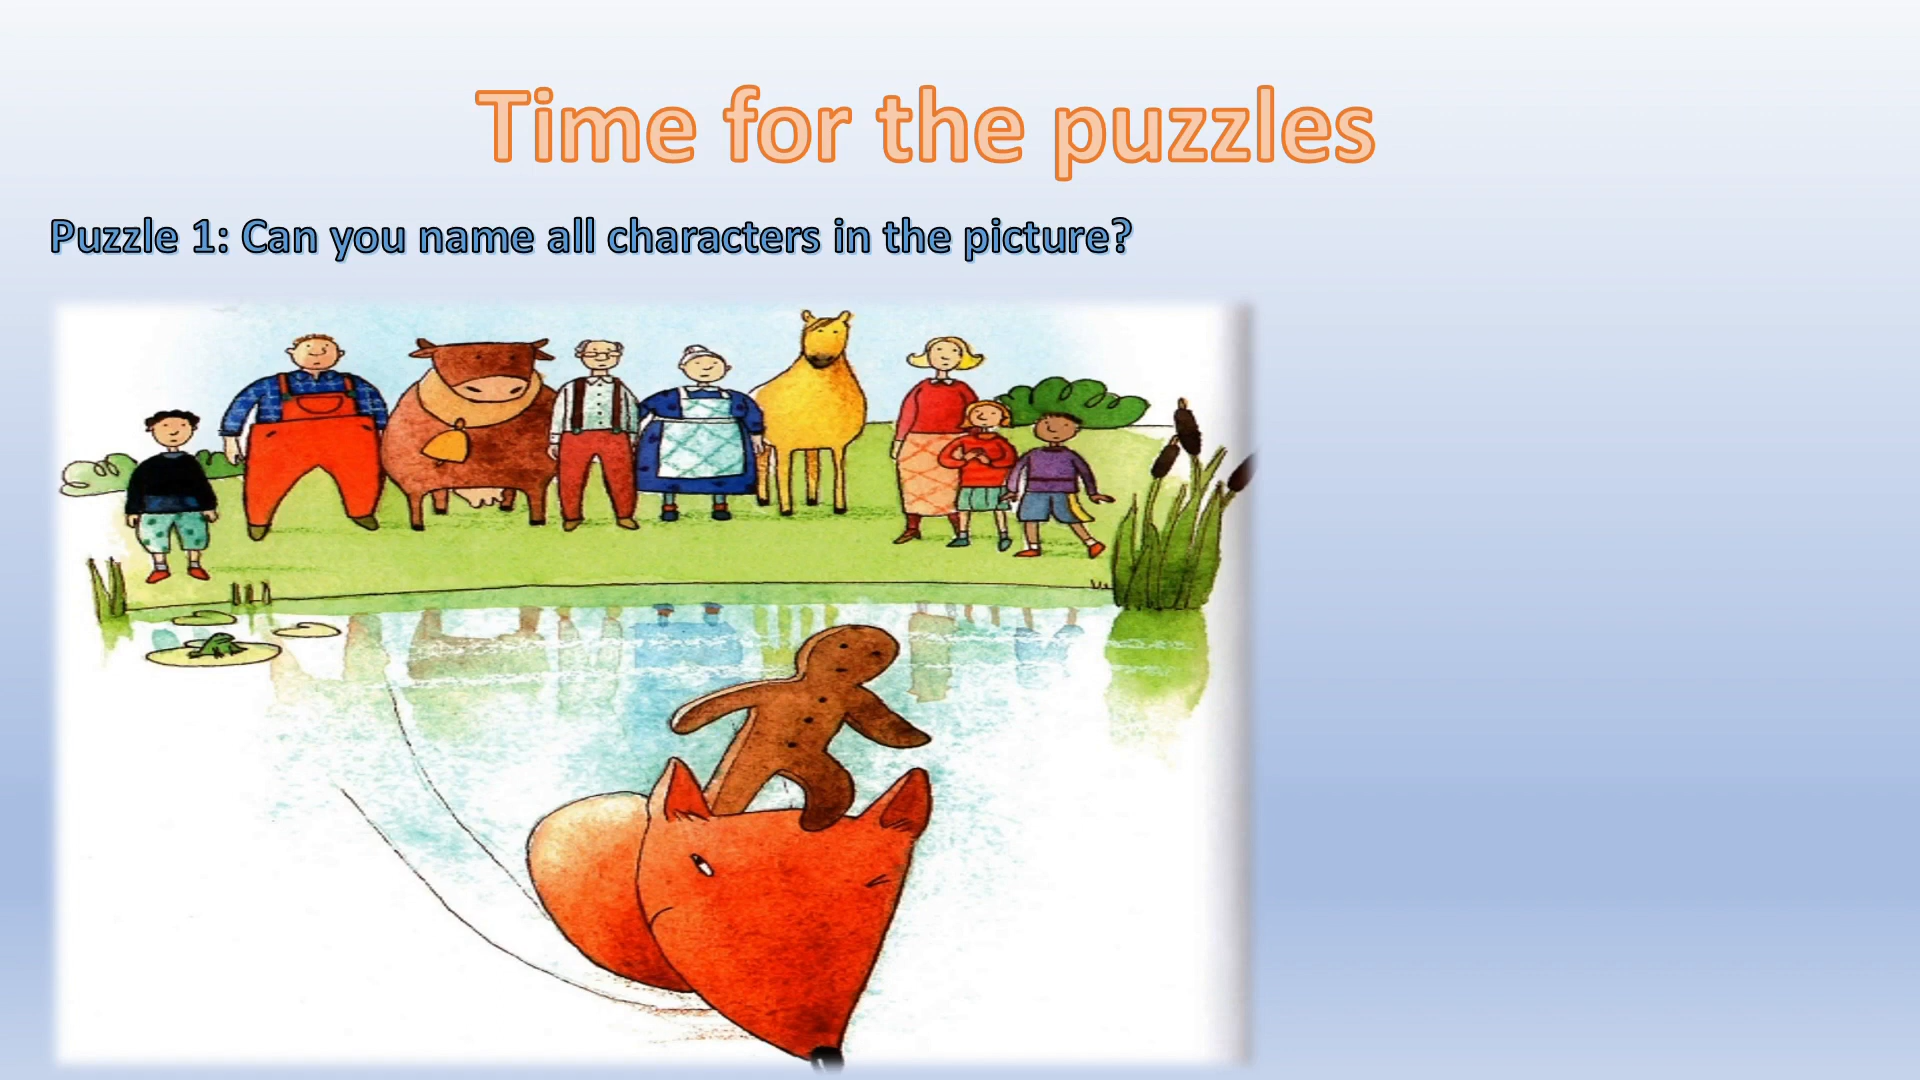 Time for the puzzles
Puzzle 1: Can you name all characters in the picture?